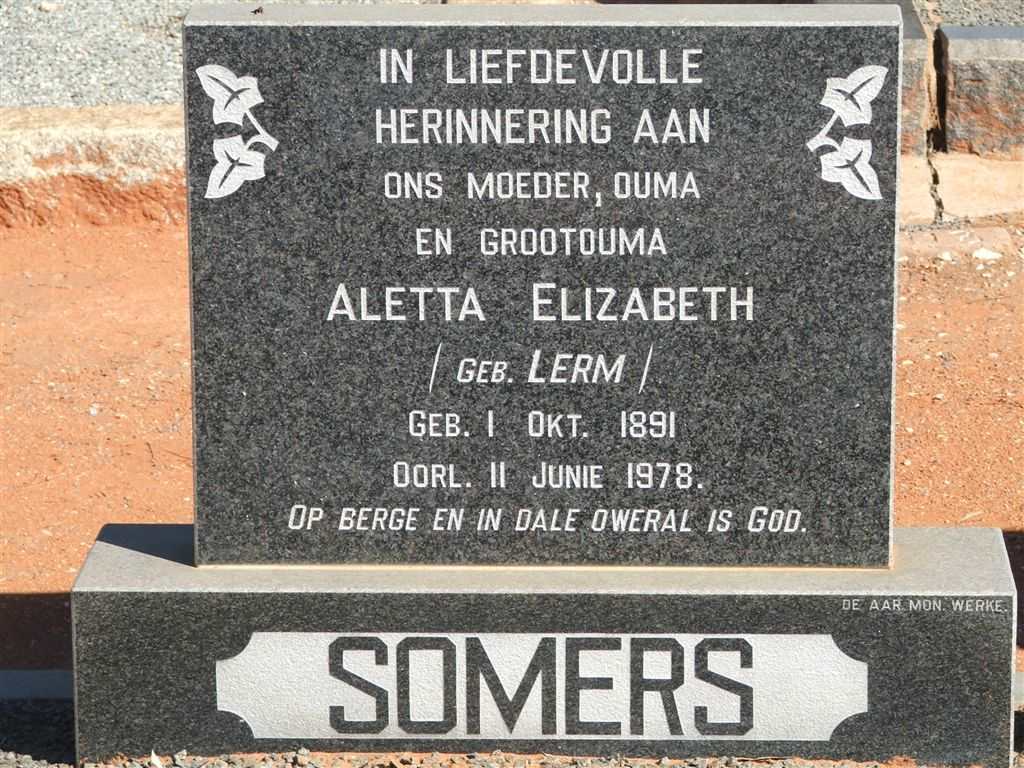 IN LIEFDEVOLLE
HERINNERING AAN
ONS MOEDER, OUMA
EN GROOTOUMA
ALETTA ELIZABETH
/ GEB. LERM /
GEB. 1 OKT. 1891
OORL. 11 JUNIE 1978.
OP BERGE EN IN DALE OWERAL IS GOD.
DE AAR MON. WERKE.
SOMERS